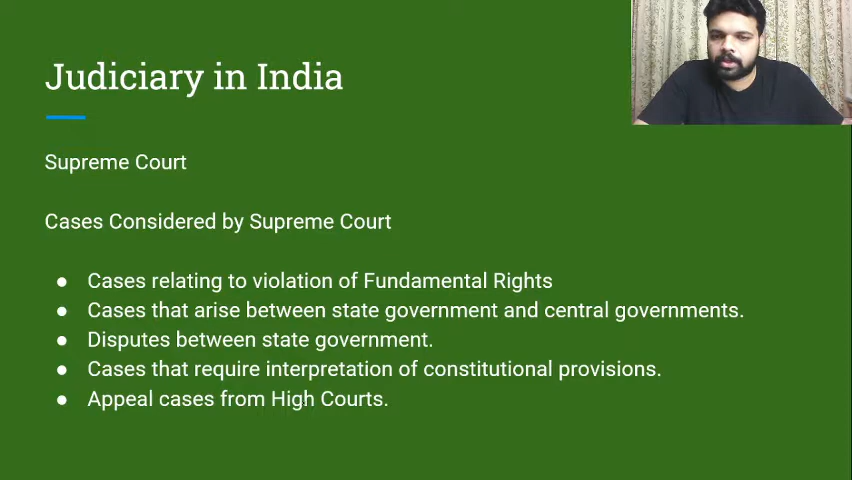 Judiciary in India
Supreme Court
Cases Considered by Supreme Court
● Cases relating to violation of Fundamental Rights
● Cases that arise between state government and central governments.
● Disputes between state government.
● Cases that require interpretation of constitutional provisions.
● Appeal cases from High Courts.